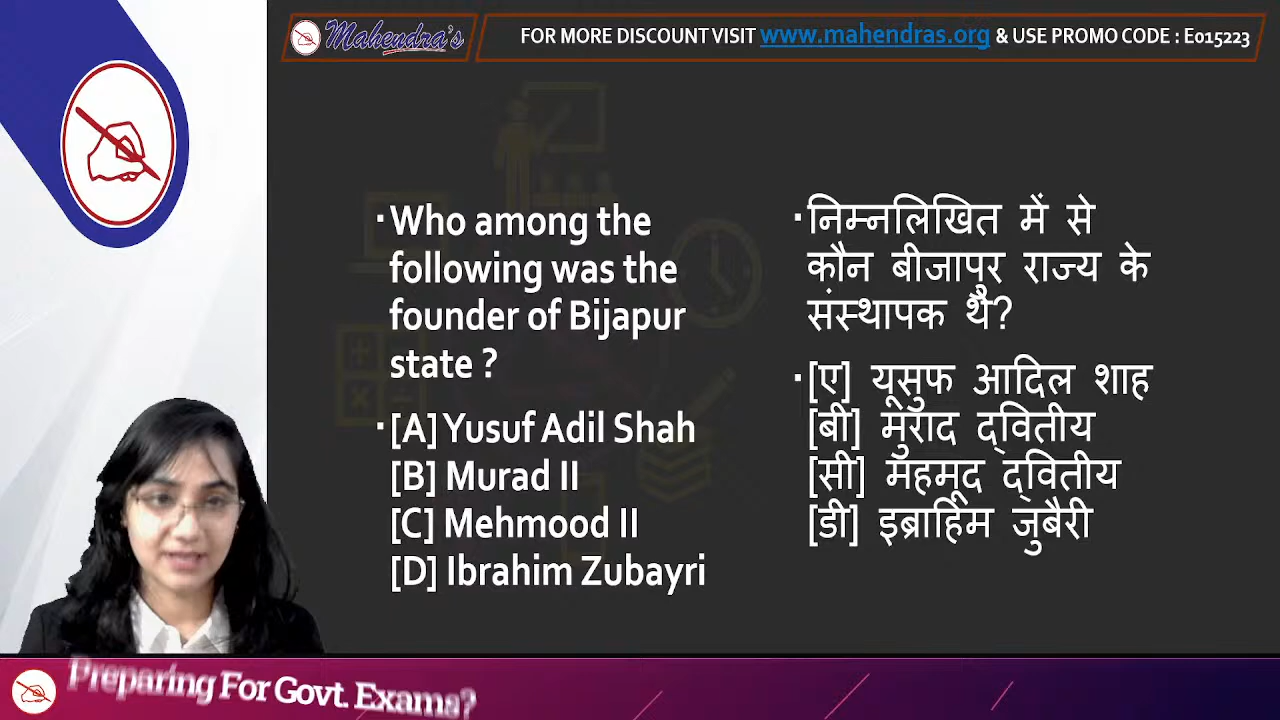 Mahendra's
FOR MORE DISCOUNT VISIT www.mahendras.org & USE PROMO CODE : E015223
·Who among the
following was the
founder of Bijapur
state ?
·[A] Yusuf Adil Shah
[B] Murad II
[C] Mehmood II
[D] Ibrahim Zubayri
·निम्नलिखित में से
कौन बीजापुर राज्य के
संस्थापक थे?
·[ए] यूसुफ आदिल शाह
[बी] मुराद द्वितीय
[सी] महमूद द्वितीय
[डी] इब्राहिम जुबैरी
Preparing For Govt. Exams?